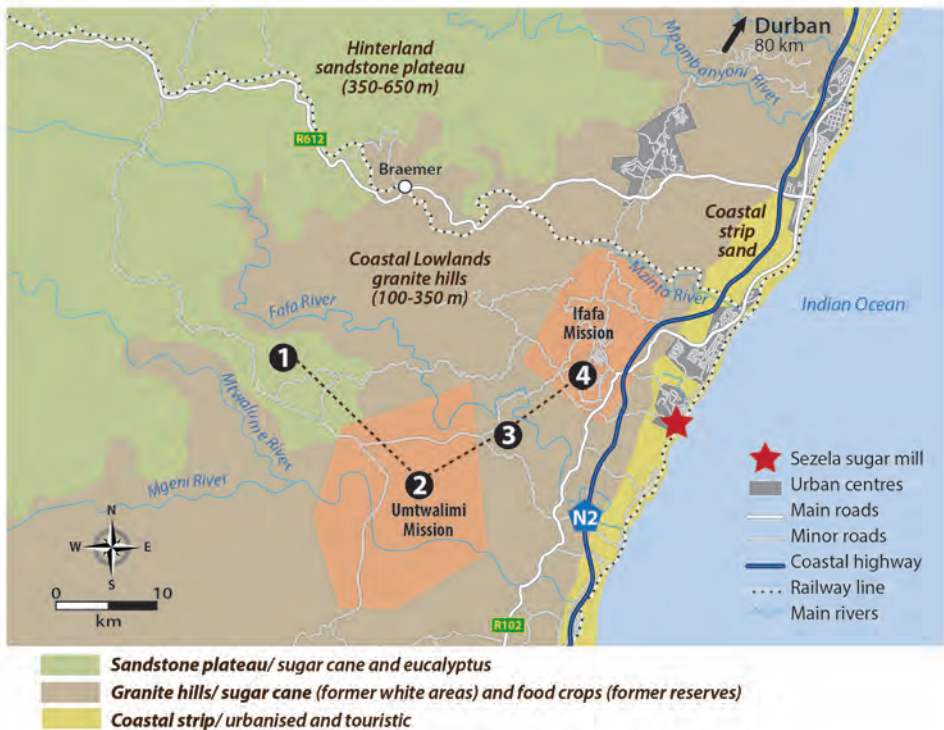 Durban
80 km
Mpambanyoni River
Hinterland
sandstone plateau
(350-650 m)
R612
Braemer
Coastal
strip
sand
Coastal Lowlands
granite hills
(100-350 m)
Mzinto River
Fafa River
Ifafa
Mission
Indian Ocean
1
4
Mtwalume River
3
2
Mgeni River
Umtwalimi
Mission
N
W E
S
0 10
km
N2
R102
Sezela sugar mill
Urban centres
Main roads
Minor roads
Coastal highway
Railway line
Main rivers
Sandstone plateau/ sugar cane and eucalyptus
Granite hills/ sugar cane (former white areas) and food crops (former reserves)
Coastal strip/ urbanised and touristic